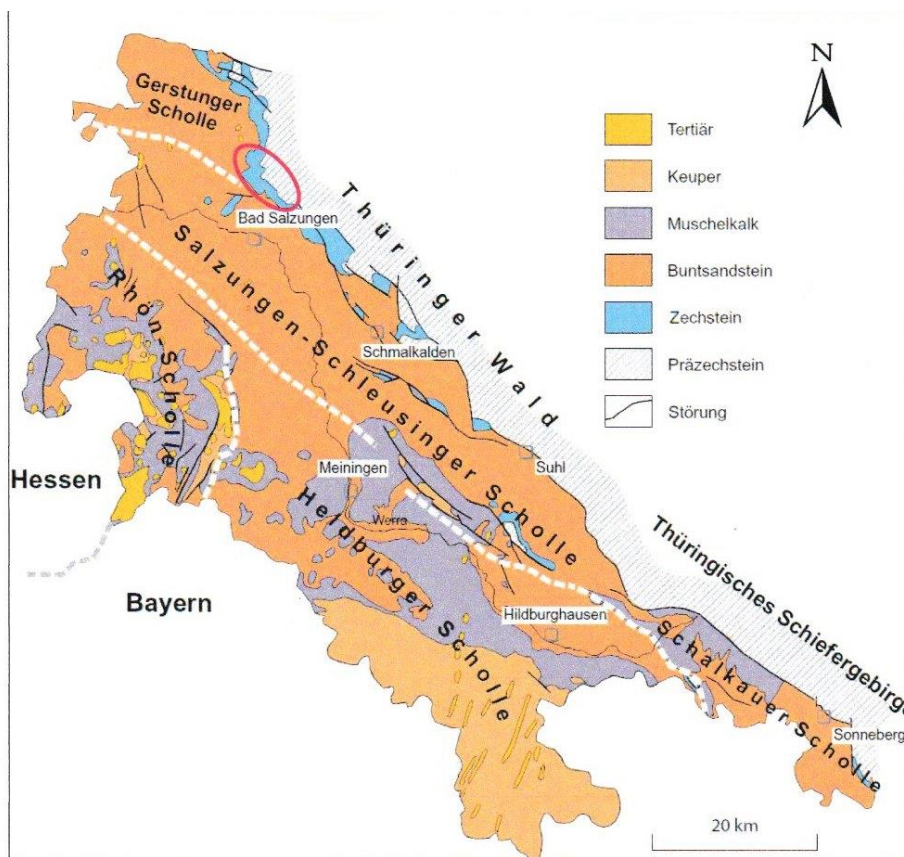 N
Gerstunger
Scholle
Tertiär
Keuper
Muschelkalk
Buntsandstein
Zechstein
Präzechstein
Störung
Thüringer Wald
Bad Salzungen
Salzungen-Schleusinger Scholle
Rhön-Scholle
Schmalkalden
Suhl
Meiningen
Hessen
Werra
Heldburger Scholle
Thüringisches Schiefergebirge
Bayern
Hildburghausen
Schalkauer Scholle
Sonneberg
20 km